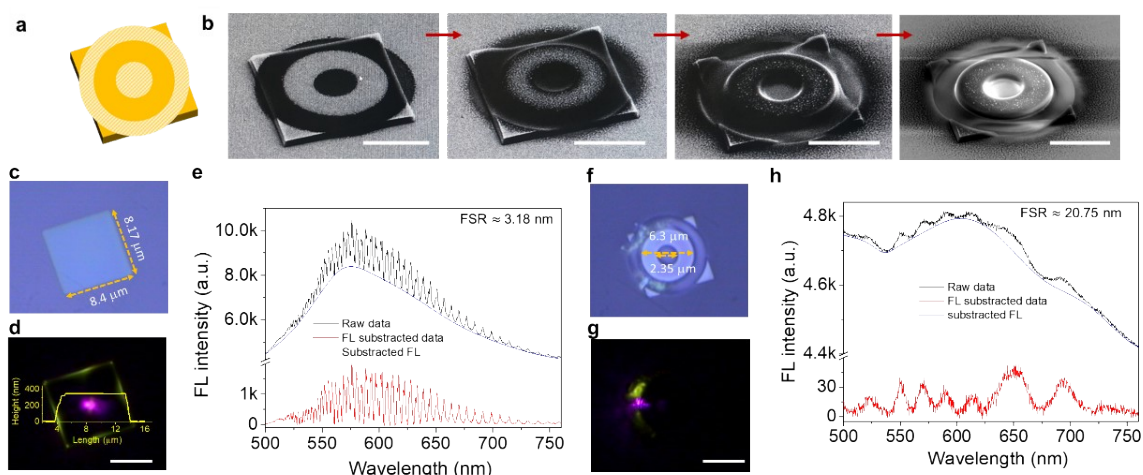 a
b
c
8.17 μm
8.4 μm
d
Height (nm)
400
200
0
4 8 12 16
Length (μm)
e
FSR ≈ 3.18 nm
FL intensity (a.u.)
10.0k
8.0k
6.0k
1k
0
Raw data
FL substracted data
Substracted FL
500 550 600 650 700 750
Wavelength (nm)
f
6.3 μm
2.35 μm
g
h
FSR ≈ 20.75 nm
FL intensity (a.u.)
4.8k
4.6k
4.4k
30
0
Raw data
FL substracted data
substracted FL
500 550 600 650 700 750
Wavelength (nm)